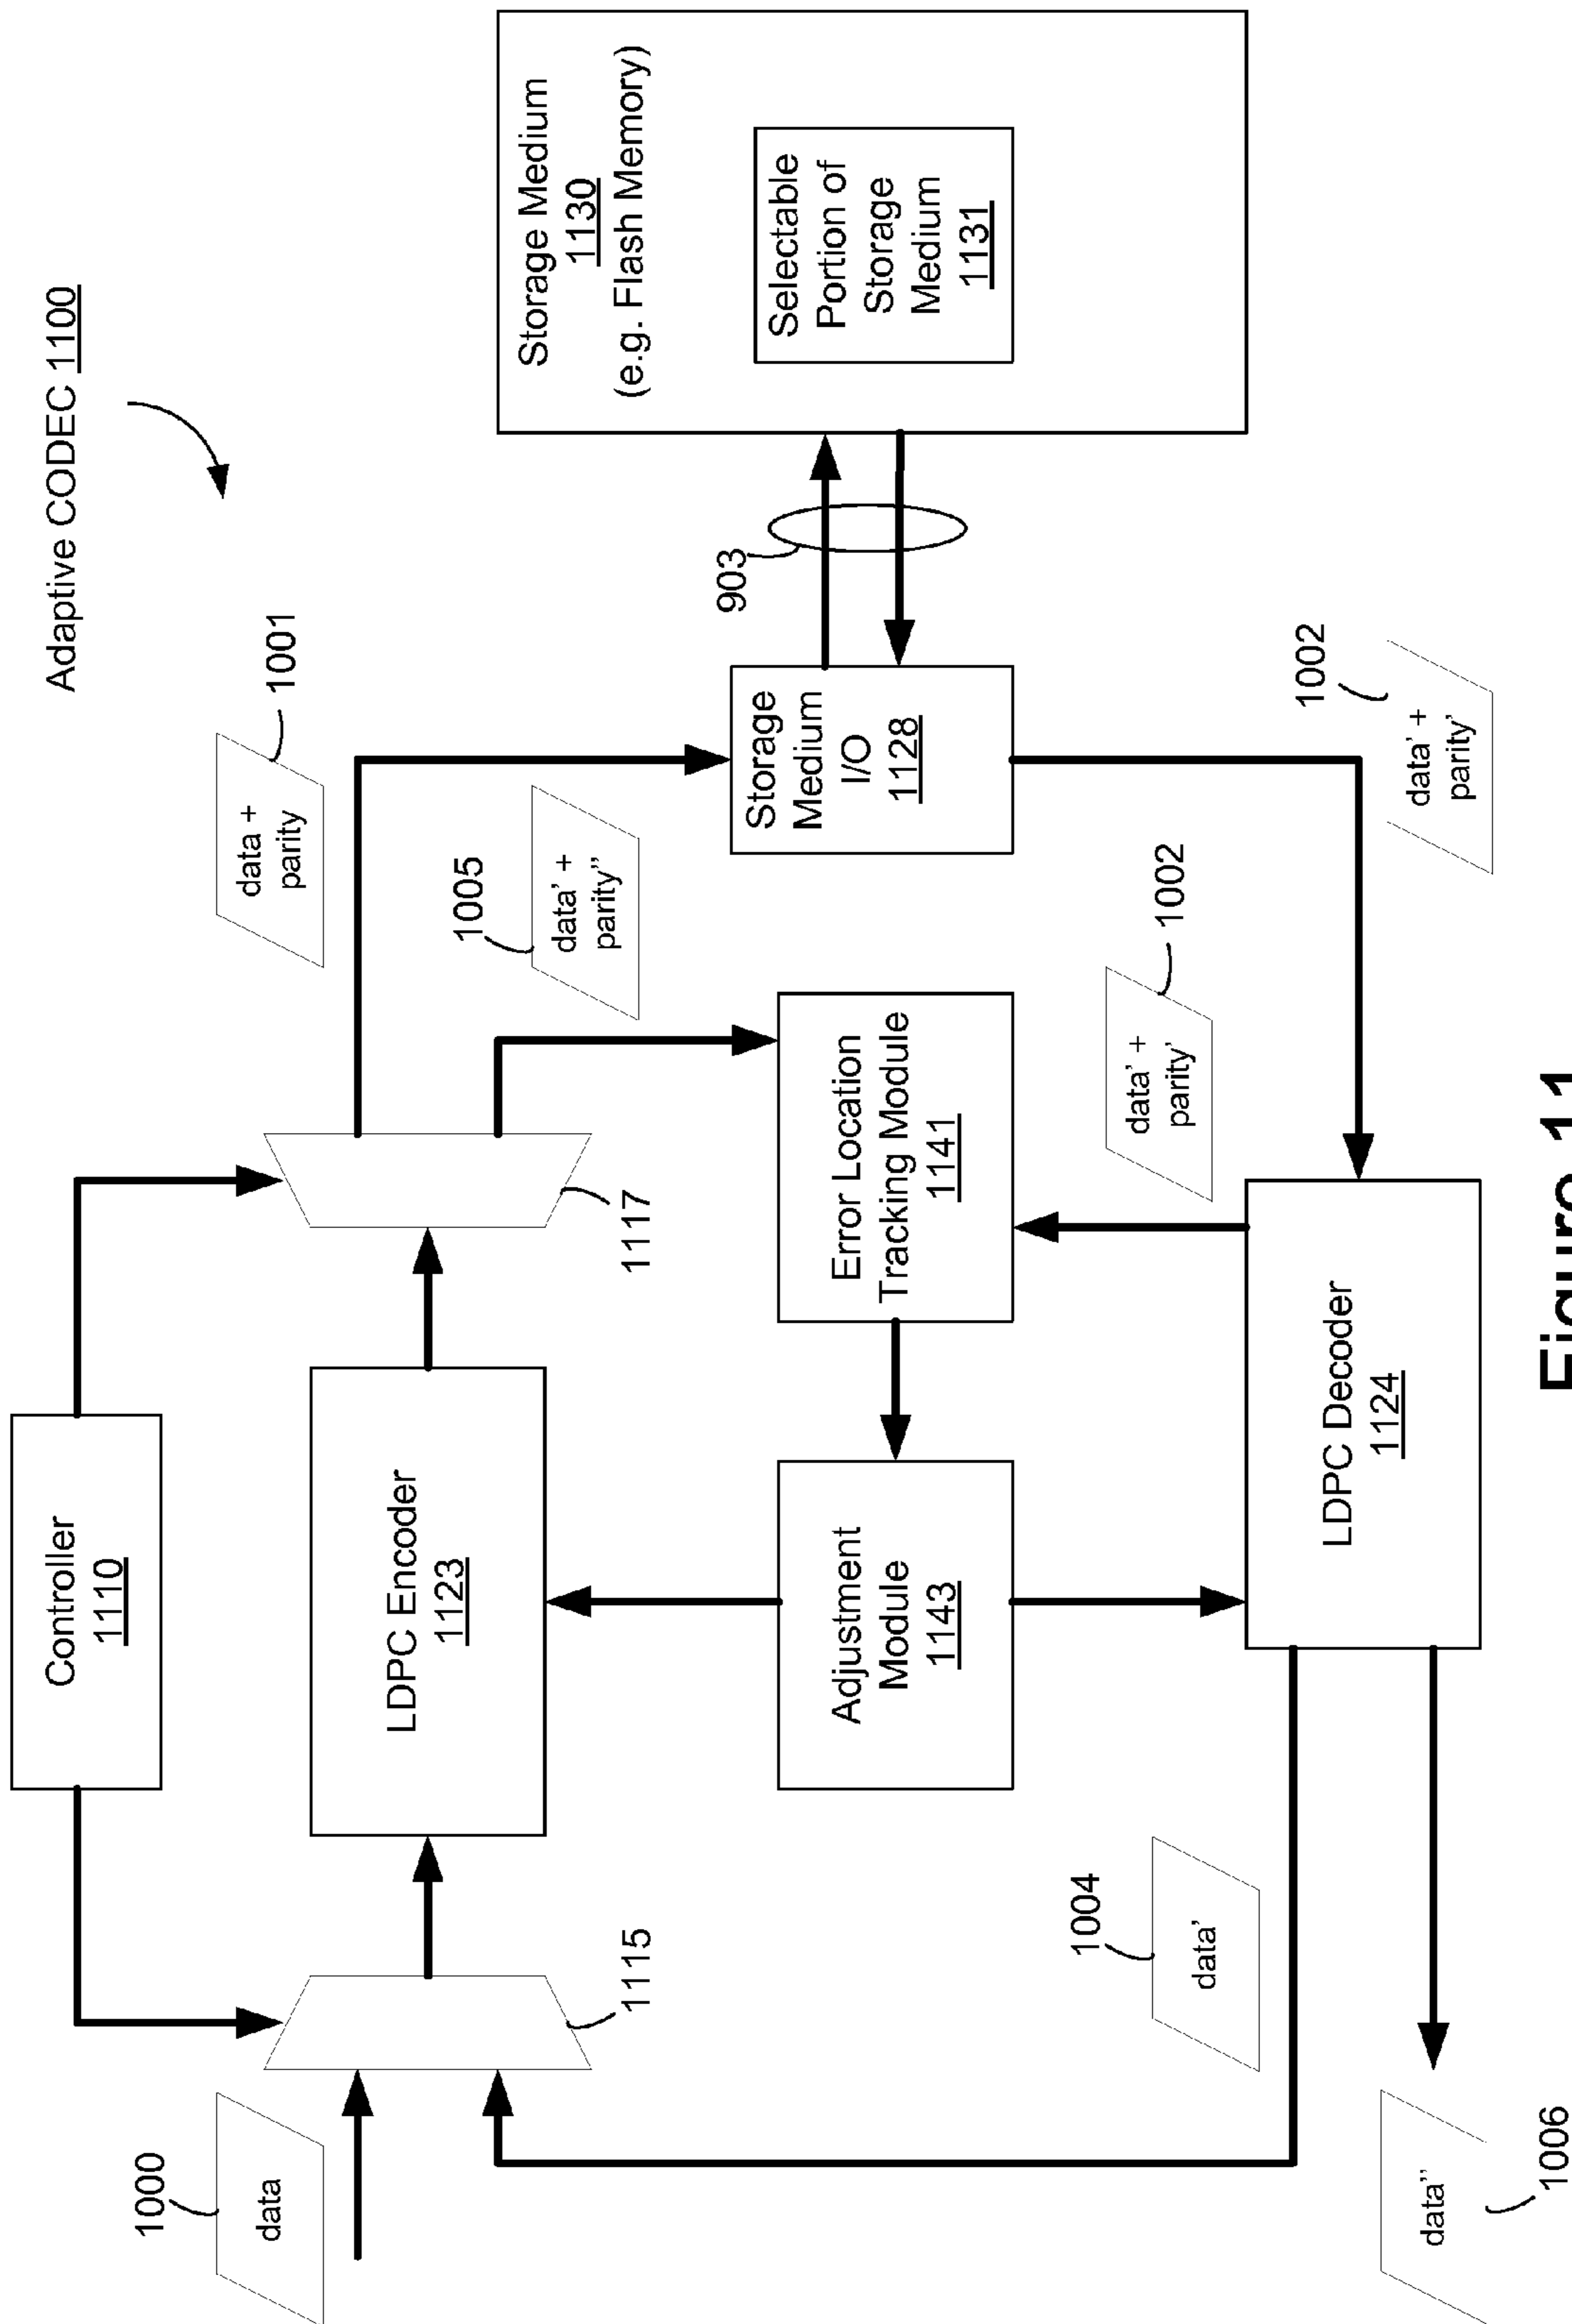 Adaptive CODEC 1100
Controller
1110
1000
data
1115
LDPC Encoder
1123
1117
data +
parity
1001
1005
data' +
parity"
Adjustment
Module
1143
Error Location
Tracking Module
1141
Storage
Medium
I/O
1128
903
Storage Medium
1130
(e.g. Flash Memory)
Selectable
Portion of
Storage
Medium
1131
1004
data'
data' +
parity'
1002
LDPC Decoder
1124
data' +
parity'
1002
data"
1006
Figure 11